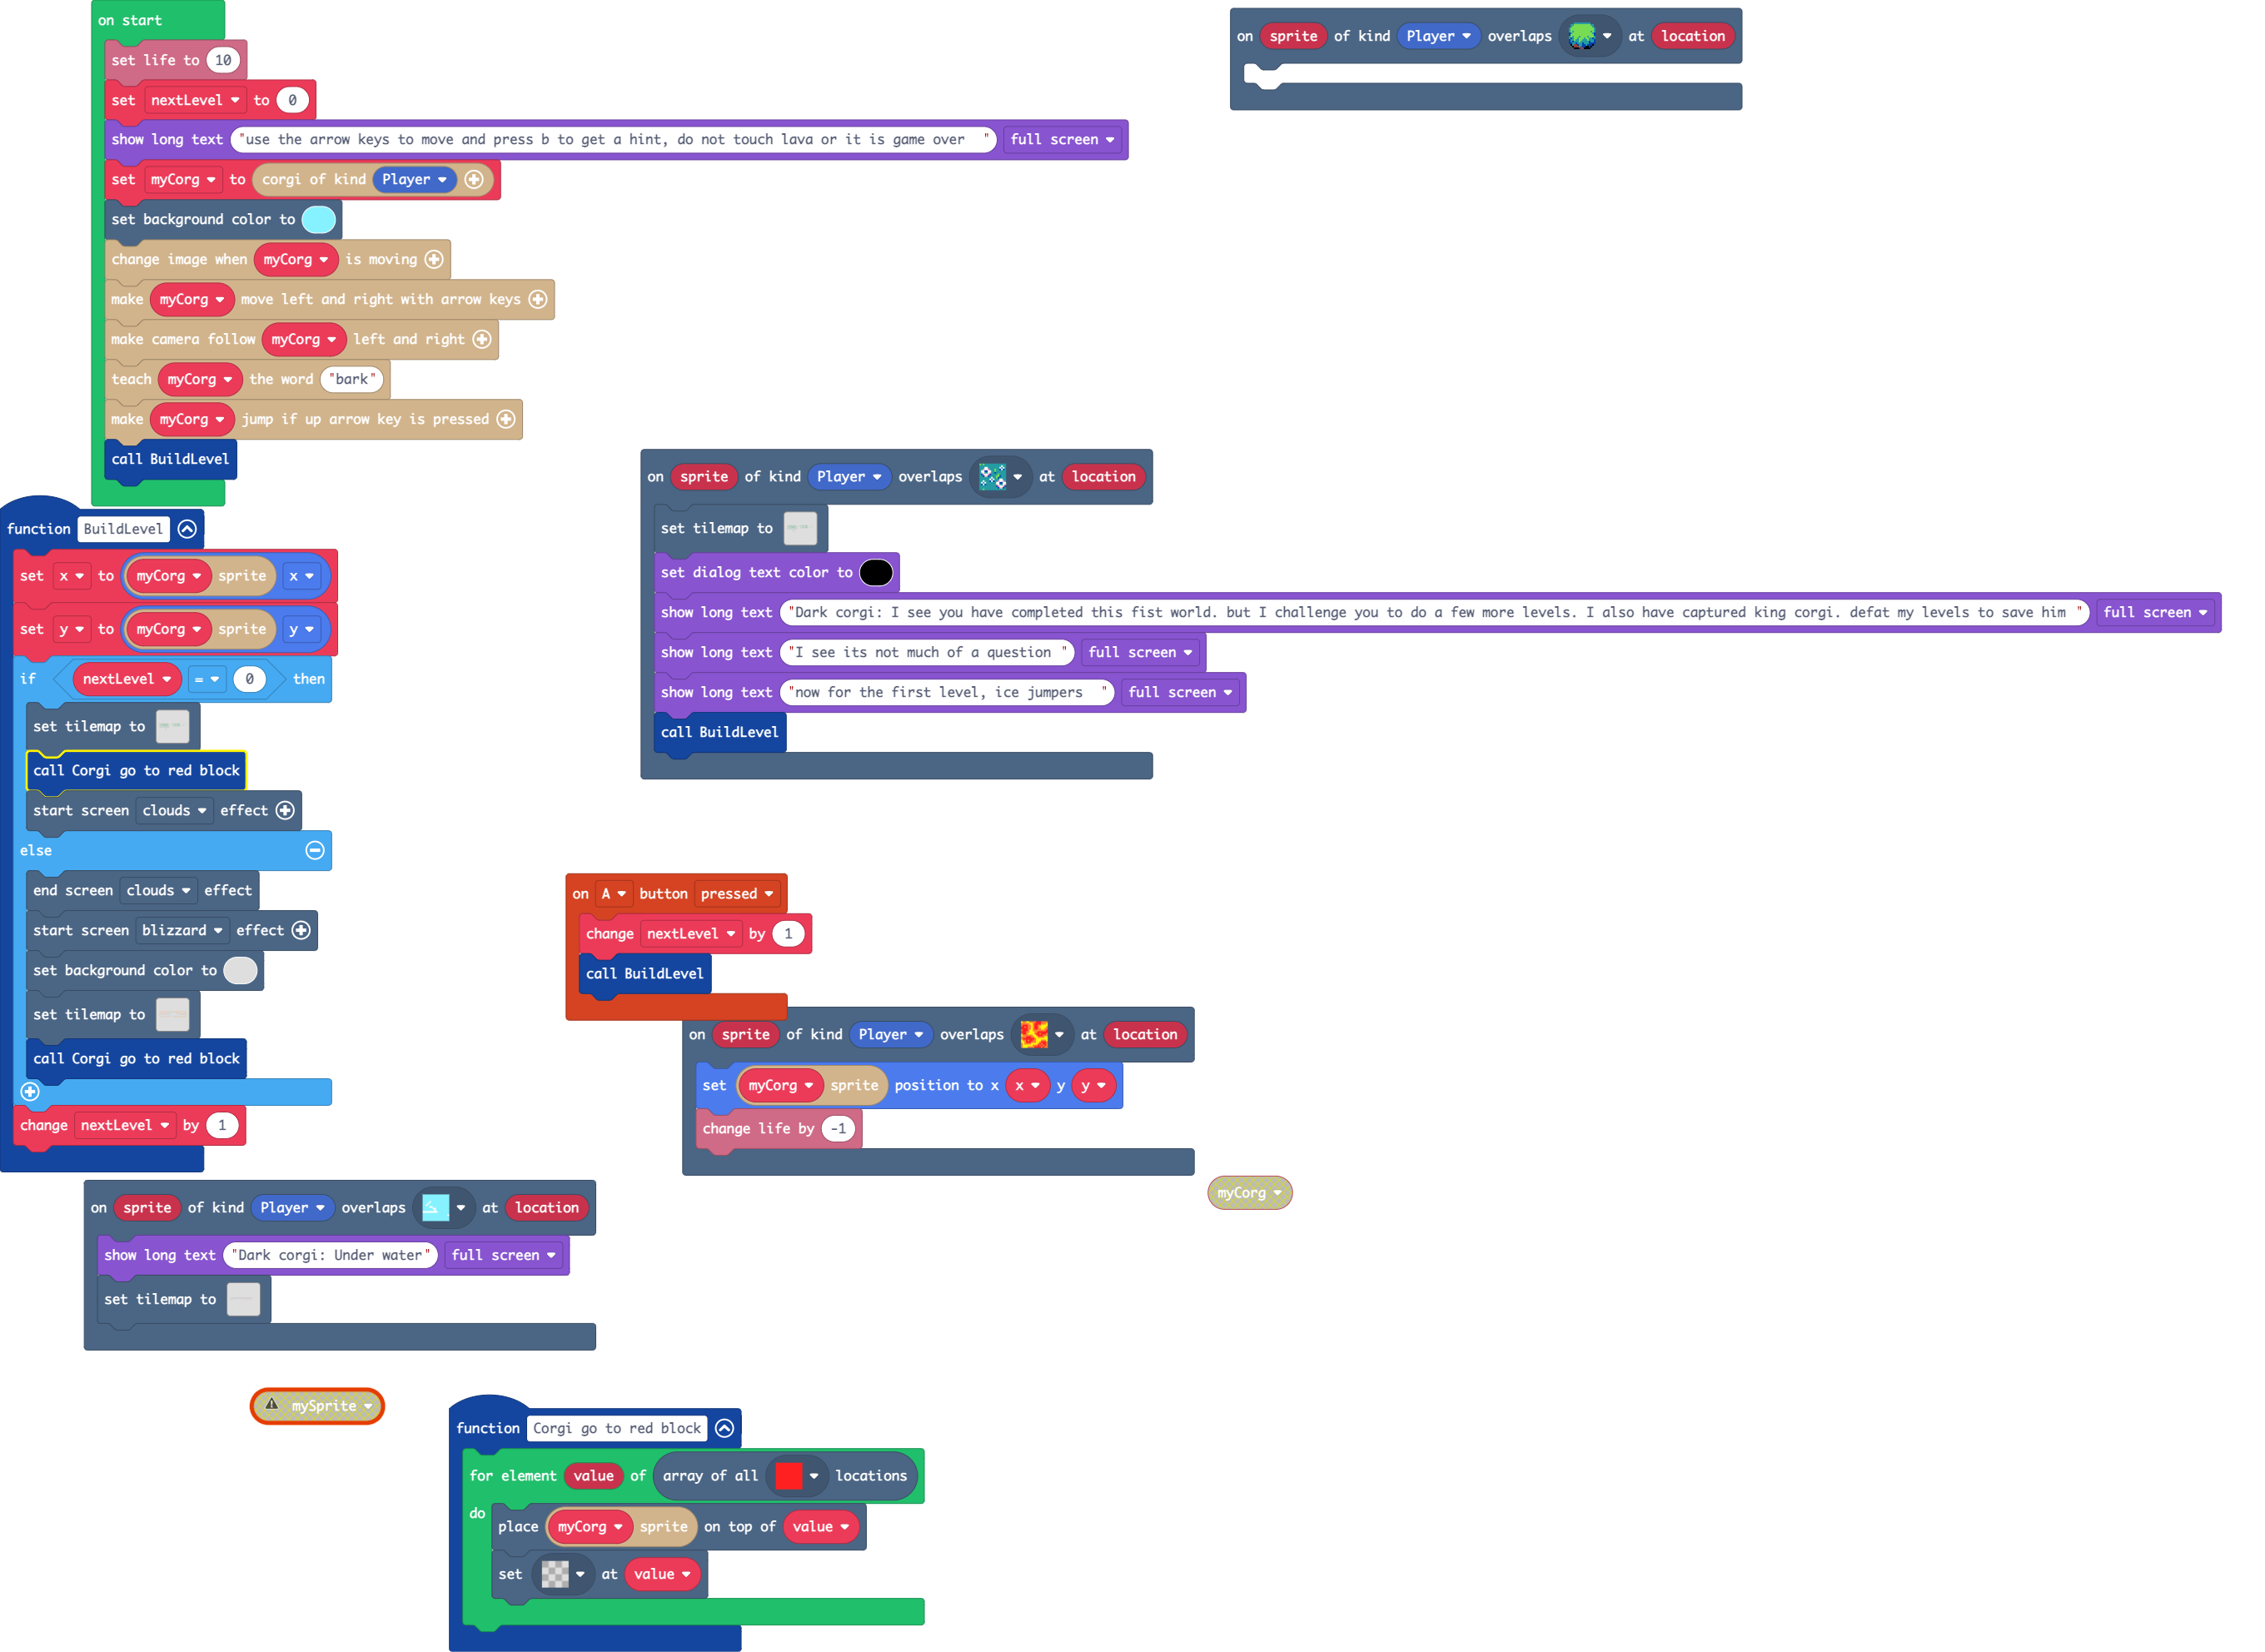 on start
set life to 10
set nextLevel to 0
show long text "use the arrow keys to move and press b to get a hint, do not touch lava or it is game over " full screen
set myCorg to corgi of kind Player
set background color to
change image when myCorg is moving
make myCorg move left and right with arrow keys
make camera follow myCorg left and right
teach myCorg the word "bark"
make myCorg jump if up arrow key is pressed
call BuildLevel
on sprite of kind Player overlaps at location
function BuildLevel
set x to myCorg sprite x
set y to myCorg sprite y
if nextLevel = 0 then
set tilemap to
call Corgi go to red block
start screen clouds effect
else
end screen clouds effect
start screen blizzard effect
set background color to
set tilemap to
call Corgi go to red block
change nextLevel by 1
on sprite of kind Player overlaps at location
set tilemap to
set dialog text color to
show long text "Dark corgi: I see you have completed this fist world. but I challenge you to do a few more levels. I also have captured king corgi. defat my levels to save him " full screen
show long text "I see its not much of a question " full screen
show long text "now for the first level, ice jumpers " full screen
call BuildLevel
on A button pressed
change nextLevel by 1
call BuildLevel
on sprite of kind Player overlaps at location
set myCorg sprite position to x x y y
change life by -1
myCorg
on sprite of kind Player overlaps at location
show long text "Dark corgi: Under water" full screen
set tilemap to
mySprite
function Corgi go to red block
for element value of array of all locations
do
place myCorg sprite on top of value
set at value